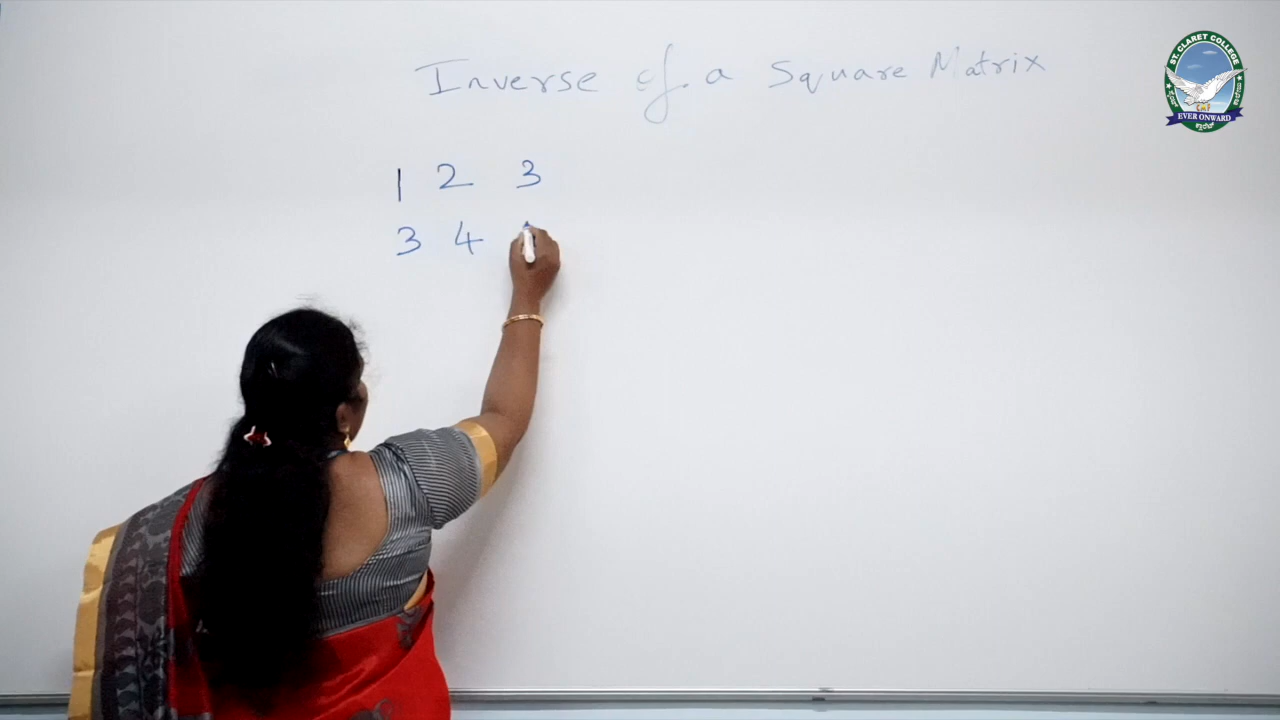 Inverse of a Square Matrix
1 2 3
3 4
ST. CLARET COLLEGE
EVER ONWARD